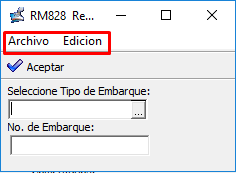 RM828 Re...
Archivo Edicion
Aceptar
Seleccione Tipo de Embarque:
...
No. de Embarque: